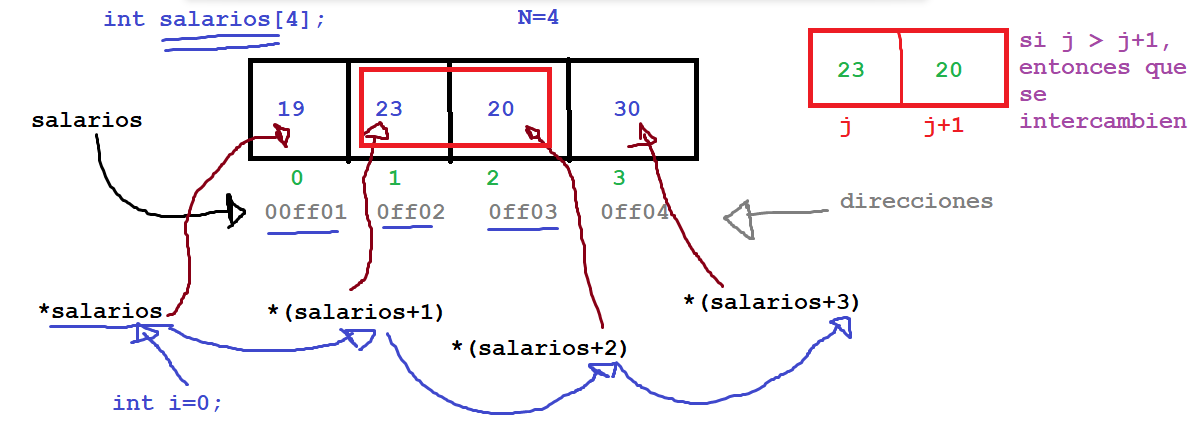 int salarios[4];
N=4
si j > j+1,
entonces que
se
intercambien
23 20
j j+1
salarios
19 23 20 30
0 1 2 3
00ff01 0ff02 0ff03 0ff04
direcciones
*salarios
*(salarios+1)
*(salarios+2)
*(salarios+3)
int i=0;